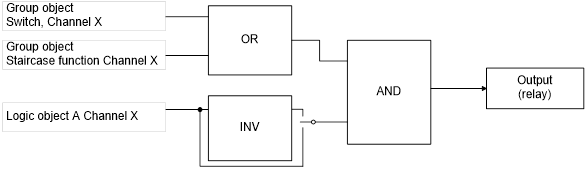 Group object
Switch, Channel X
OR
Group object
Staircase function Channel X
AND
Output
(relay)
Logic object A Channel X
INV